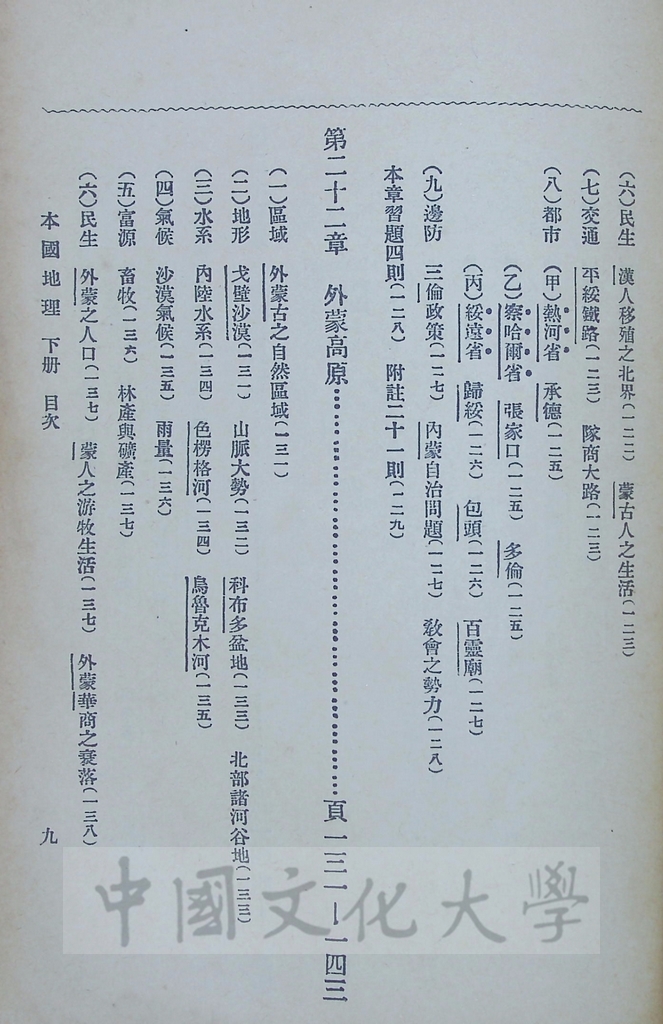 (六)民生　漢人移殖之北界(一二二)　蒙古人之生活(一二三)
(七)交通　平綏鐵路(一二三)　隊商大路(一二三)
(八)都市　(甲)熱河省　承德(一二五)
(乙)察哈爾省　張家口(一二五)　多倫(一二五)
(丙)綏遠省　歸綏(一二六)　包頭(一二六)　百靈廟(一二七)
(九)邊防　三倫政策(一二七)　內蒙自治問題(一二七)　敎會之勢力(一二八)
本章習題四則(一二八)　附註二十一則(一二九)
第二十二章　外蒙高原……頁一三一—一四三
(一)區域　外蒙古之自然區域(一三一)
(二)地形　戈壁沙漠(一三一)　山脈大勢(一三二)　科布多盆地(一三三)　北部諸河谷地(一三三)
(三)水系　內陸水系(一三四)　色楞格河(一三四)　烏魯克木河(一三五)
(四)氣候　沙漠氣候(一三五)　雨量(一三六)
(五)富源　畜牧(一三六)　林產與礦產(一三七)
(六)民生　外蒙之人口(一三七)　蒙人之游牧生活(一三七)　外蒙華商之衰落(一三八)
本國地理　下册　目次　九
中國文化大學